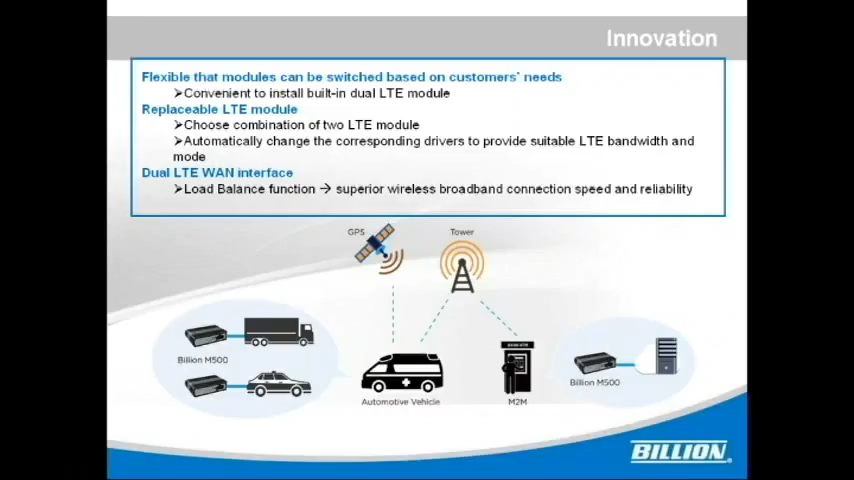 Innovation
Flexible that modules can be switched based on customers' needs
➢Convenient to install built-in dual LTE module
Replaceable LTE module
➢Choose combination of two LTE module
➢Automatically change the corresponding drivers to provide suitable LTE bandwidth and
mode
Dual LTE WAN interface
➢Load Balance function → superior wireless broadband connection speed and reliability
GPS
Tower
Billion M500
Automotive Vehicle
M2M
Billion M500
BILLION